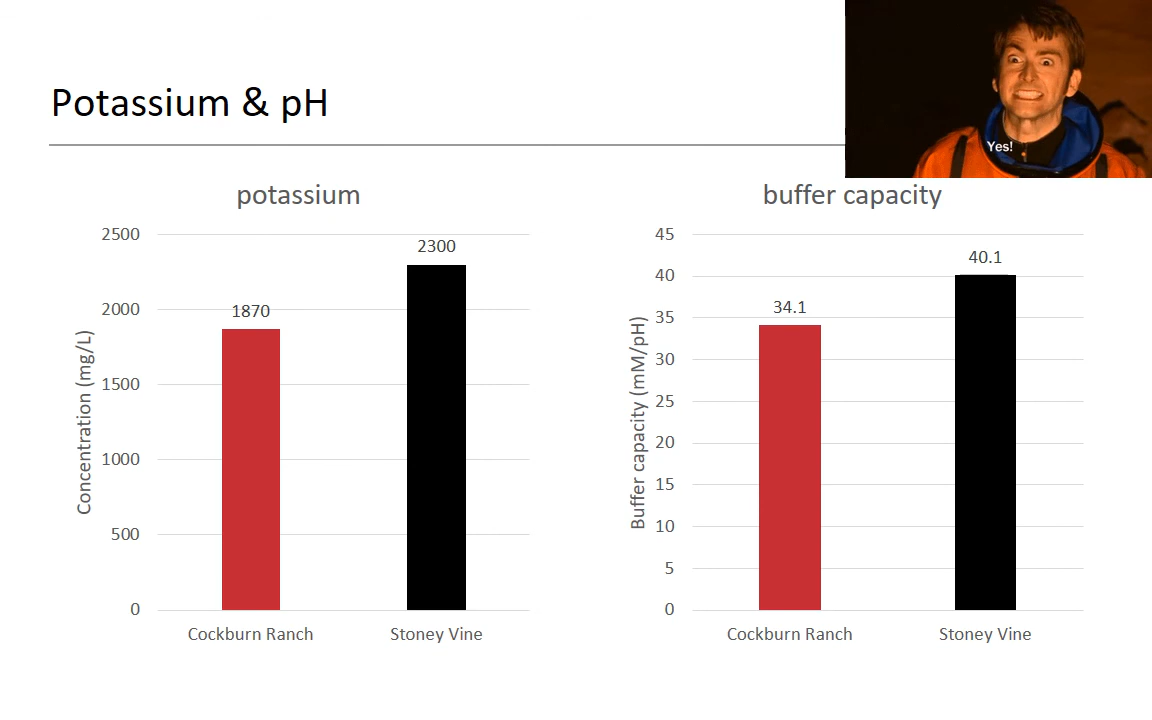 Potassium & pH
Yes!
potassium
2500
2000
1500
1000
500
0
Concentration (mg/L)
1870
2300
Cockburn Ranch
Stoney Vine
buffer capacity
45
40
35
30
25
20
15
10
5
0
Buffer capacity (mM/pH)
34.1
40.1
Cockburn Ranch
Stoney Vine